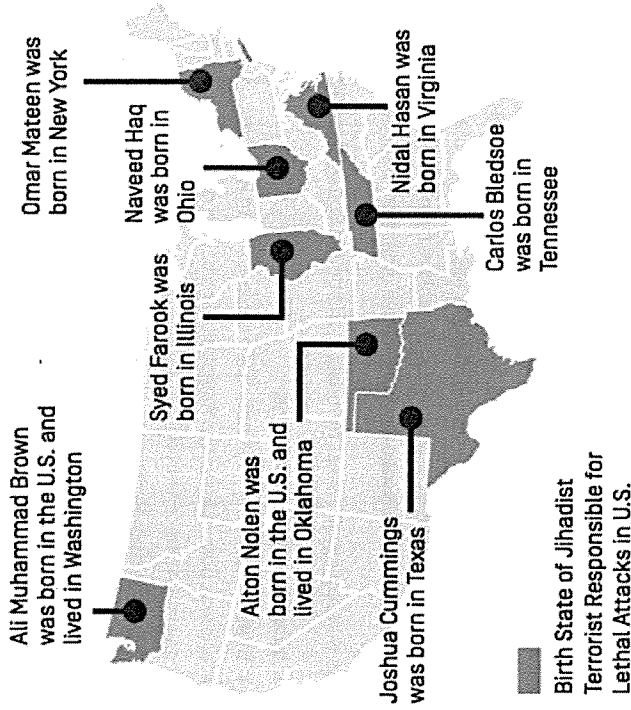 Ali Muhammad Brown
was born in the U.S. and
lived in Washington
Omar Mateen was
born in New York
Naveed Haq
was born in
Ohio
Syed Farook was
born in Illinois
Alton Nolen was
born in the U.S. and
lived in Oklahoma
Joshua Cummings
was born in Texas
Nidal Hasan was
born in Virginia
Carlos Bledsoe
was born in
Tennessee
Birth State of Jihadist
Terrorist Responsible for
Lethal Attacks in U.S.